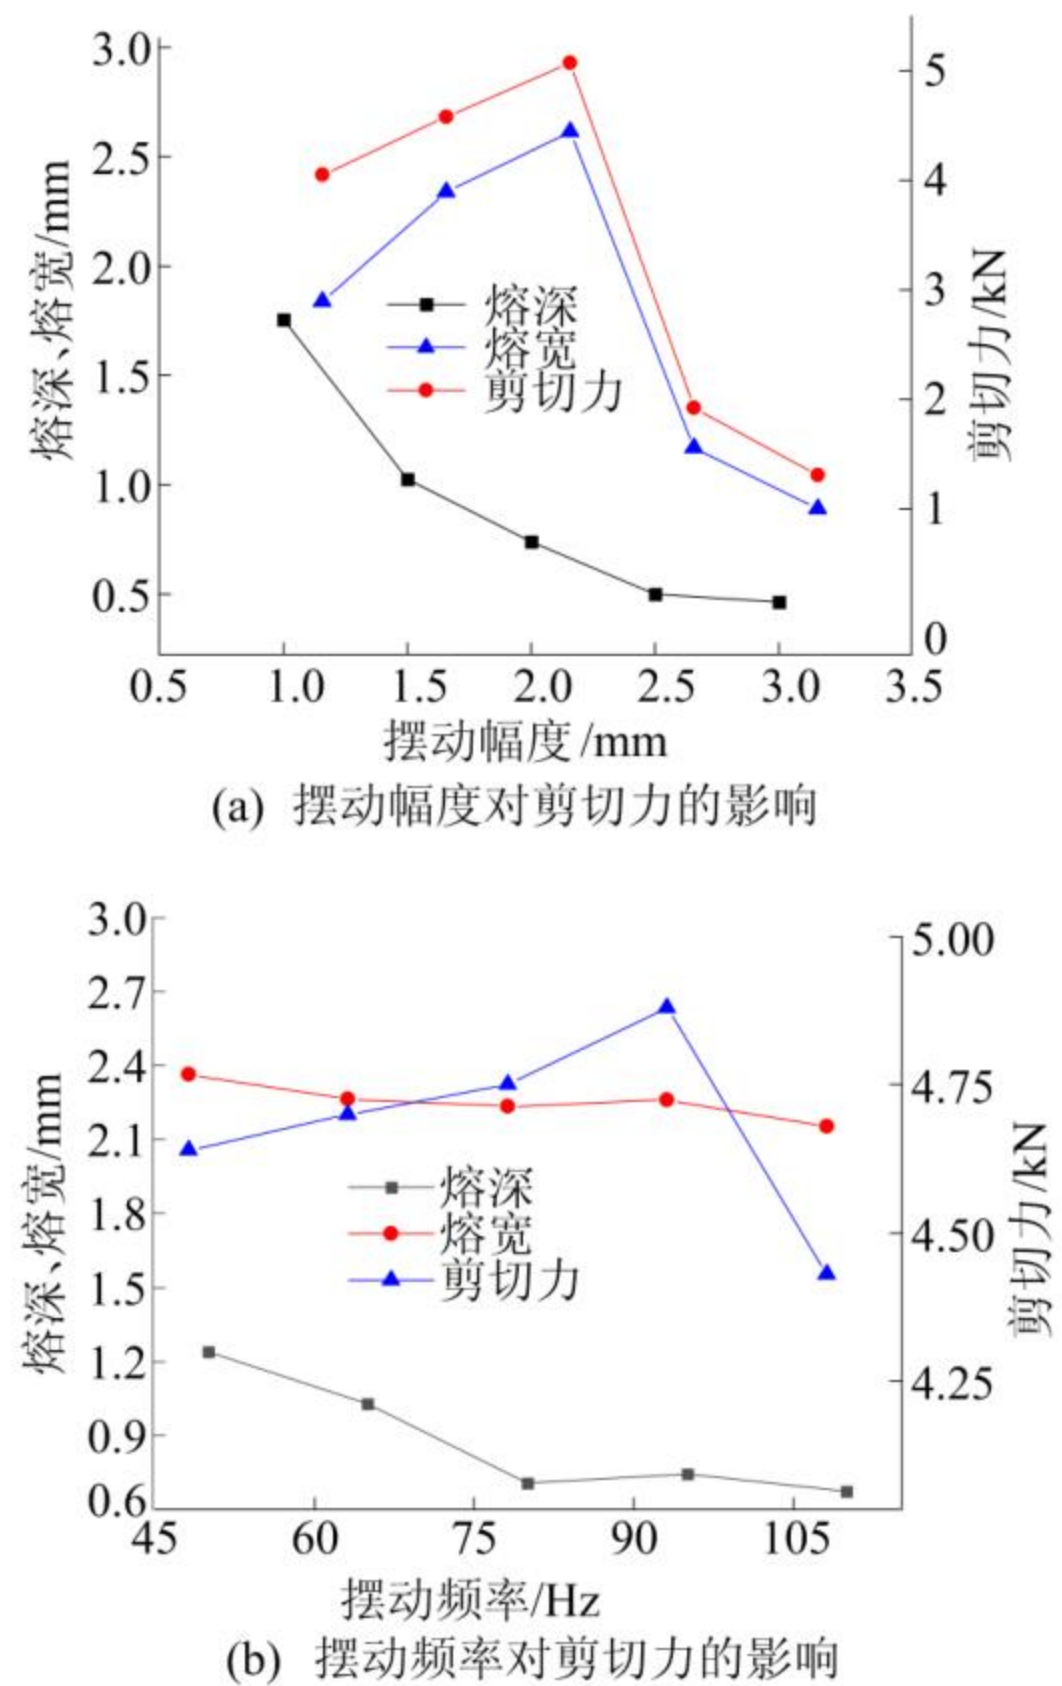 3.0
2.5
2.0
1.5
1.0
0.5
熔深、熔宽/mm
5
4
3
2
1
0
剪切力/kN
熔深
熔宽
剪切力
0.5 1.0 1.5 2.0 2.5 3.0 3.5
摆动幅度/mm
(a) 摆动幅度对剪切力的影响
3.0
2.7
2.4
2.1
1.8
1.5
1.2
0.9
0.6
熔深、熔宽/mm
5.00
4.75
4.50
4.25
剪切力/kN
熔深
熔宽
剪切力
45 60 75 90 105
摆动频率/Hz
(b) 摆动频率对剪切力的影响